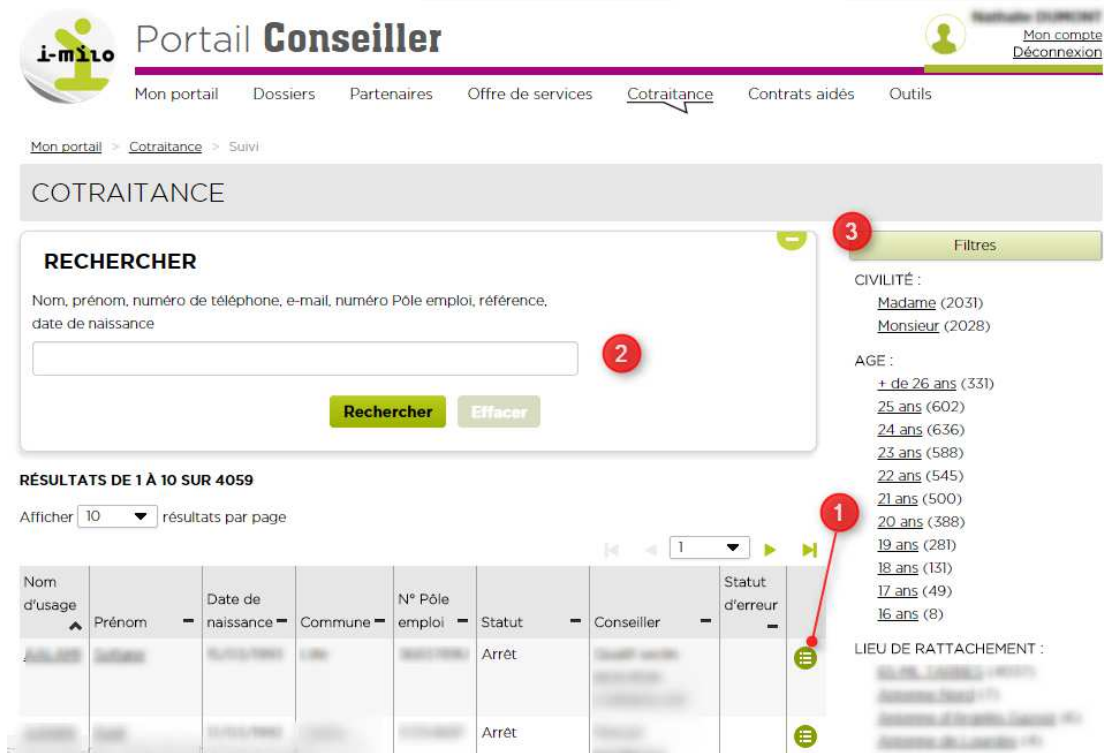 i-milo
Portail Conseiller
Mon compte
Déconnexion
Mon portail Dossiers Partenaires Offre de services Cotraitance Contrats aidés Outils
Mon portail > Cotraitance > Suivi
COTRAITANCE
RECHERCHER
Nom, prénom, numéro de téléphone, e-mail, numéro Pôle emploi, référence,
date de naissance
2
Rechercher Effacer
RÉSULTATS DE 1 À 10 SUR 4059
Afficher 10 résultats par page
1
1
Nom d'usage Prénom Date de naissance Commune N° Pôle emploi Statut Conseiller Statut d'erreur
Arrêt
Arrêt
3
Filtres
CIVILITÉ :
Madame (2031)
Monsieur (2028)
AGE :
+ de 26 ans (331)
25 ans (602)
24 ans (636)
23 ans (588)
22 ans (545)
21 ans (500)
20 ans (388)
19 ans (281)
18 ans (131)
17 ans (49)
16 ans (8)
LIEU DE RATTACHEMENT :